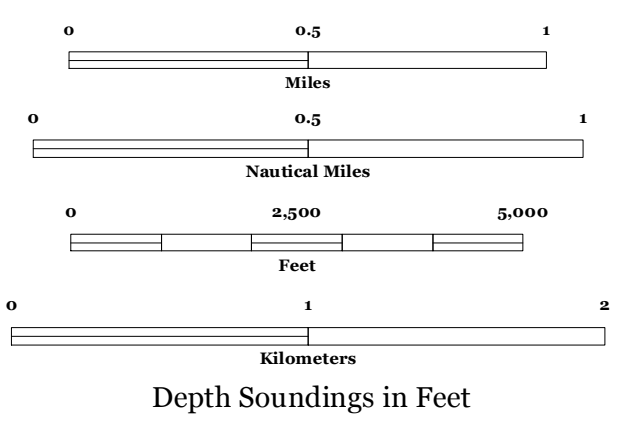 0 0.5 1
Miles
0 0.5 1
Nautical Miles
0 2,500 5,000
Feet
0 1 2
Kilometers
Depth Soundings in Feet